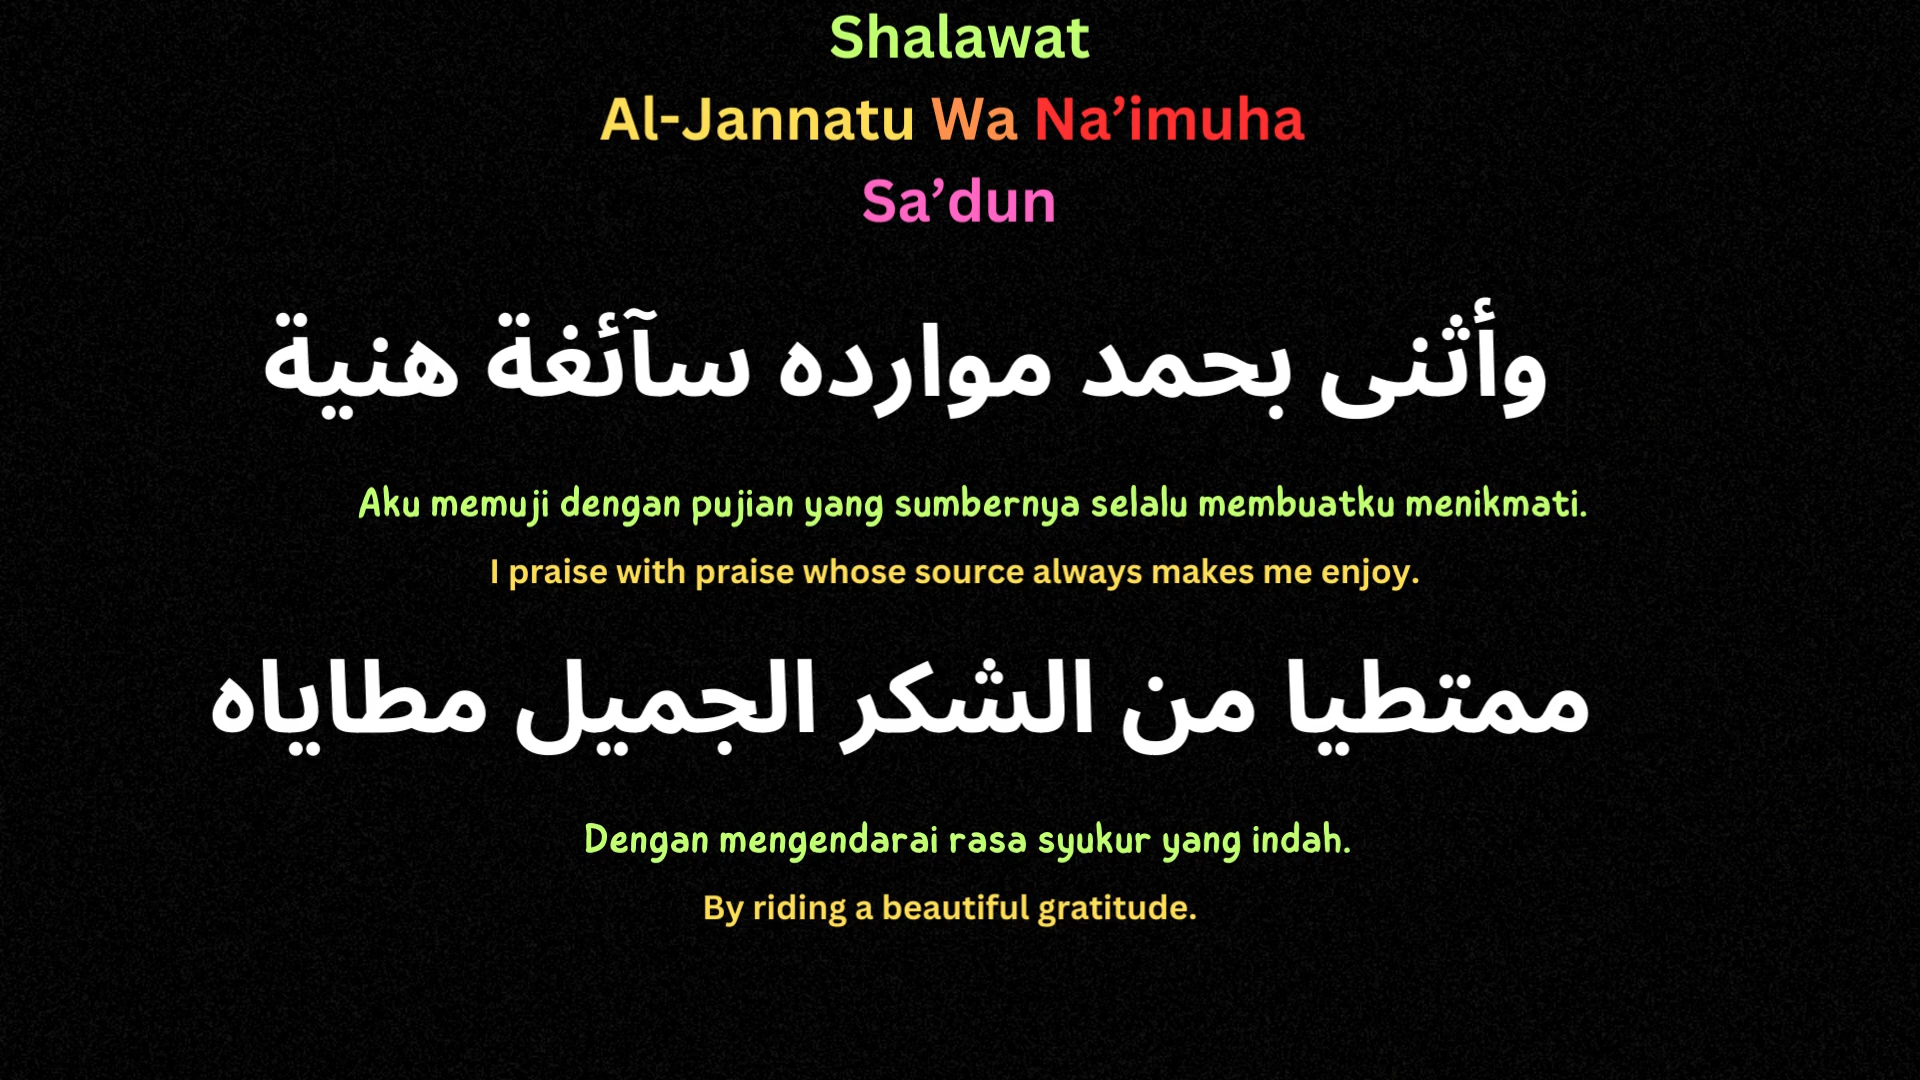 Shalawat
Al-Jannatu Wa Na’imuha
Sa’dun
وأثنى بحمد موارده سآئغة هنية
Aku memuji dengan pujian yang sumbernya selalu membuatku menikmati.
I praise with praise whose source always makes me enjoy.
ممتطيا من الشكر الجميل مطاياه
Dengan mengendarai rasa syukur yang indah.
By riding a beautiful gratitude.